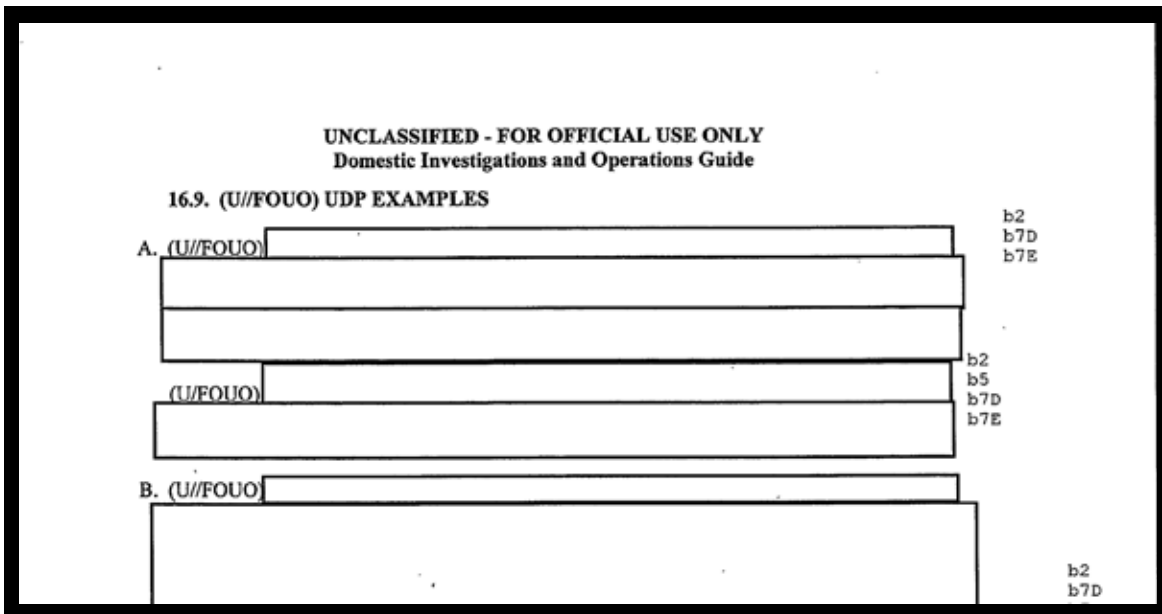 UNCLASSIFIED - FOR OFFICIAL USE ONLY
Domestic Investigations and Operations Guide
16.9. (U//FOUO) UDP EXAMPLES
b2
b7D
b7E
A. (U//FOUO)
b2
b5
b7D
b7E
(U/FOUO)
B. (U//FOUO)
b2
b7D